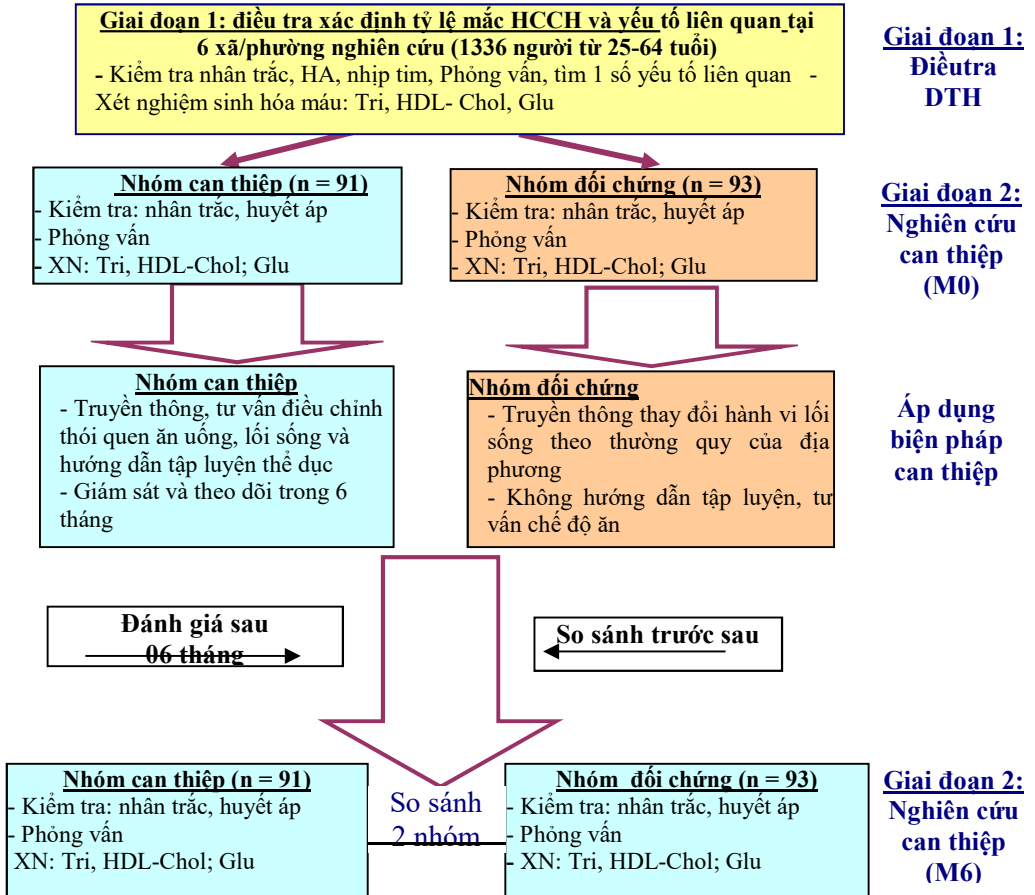 Giai đoạn 1: điều tra xác định tỷ lệ mắc HCCH và yếu tố liên quan tại
6 xã/phường nghiên cứu (1336 người từ 25-64 tuổi)
- Kiểm tra nhân trắc, HA, nhịp tim, Phỏng vấn, tìm 1 số yếu tố liên quan -
Xét nghiệm sinh hóa máu: Tri, HDL- Chol, Glu
Giai đoạn 1:
Điềutra
DTH
Nhóm can thiệp (n = 91)
- Kiểm tra: nhân trắc, huyết áp
- Phỏng vấn
- XN: Tri, HDL-Chol; Glu
Nhóm đối chứng (n = 93)
- Kiểm tra: nhân trắc, huyết áp
- Phỏng vấn
- XN: Tri, HDL-Chol; Glu
Giai đoạn 2:
Nghiên cứu
can thiệp
(M0)
Nhóm can thiệp
- Truyền thông, tư vấn điều chỉnh
thói quen ăn uống, lối sống và
hướng dẫn tập luyện thể dục
- Giám sát và theo dõi trong 6
tháng
Nhóm đối chứng
- Truyền thông thay đổi hành vi lối
sống theo thường quy của địa
phương
- Không hướng dẫn tập luyện, tư
vấn chế độ ăn
Áp dụng
biện pháp
can thiệp
Đánh giá sau
06 tháng
So sánh trước sau
Nhóm can thiệp (n = 91)
- Kiểm tra: nhân trắc, huyết áp
- Phỏng vấn
XN: Tri, HDL-Chol; Glu
So sánh
2 nhóm
Nhóm đối chứng (n = 93)
- Kiểm tra: nhân trắc, huyết áp
- Phỏng vấn
- XN: Tri, HDL-Chol; Glu
Giai đoạn 2:
Nghiên cứu
can thiệp
(M6)